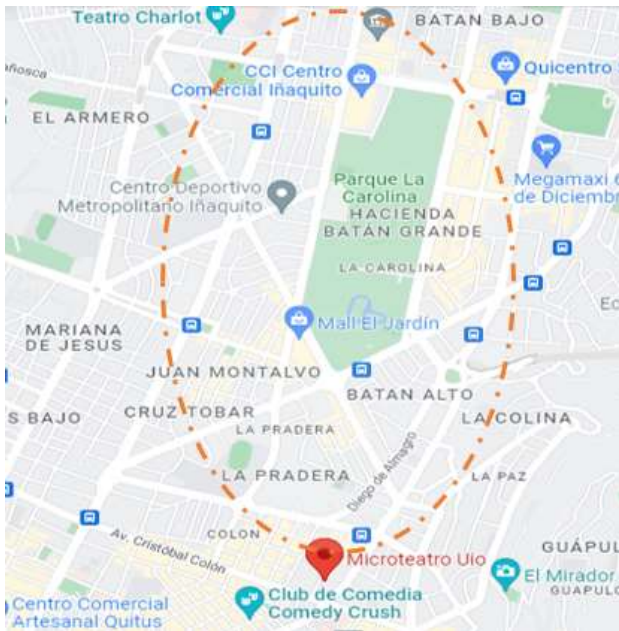 Teatro Charlot
BATAN BAJO
CCI Centro
Comercial Iñaquito
Quicentro
EL ARMERO
Parque La
Carolina
Centro Deportivo
Metropolitano Iñaquito
Megamaxi 6
de Diciembr
HACIENDA
BATÁN GRANDE
LA CAROLINA
Mall El Jardín
MARIANA
DE JESUS
JUAN MONTALVO
BATAN ALTO
S BAJO
CRUZ TOBAR
LA COLINA
LA PRADERA
Diego de Almagro
LA PRADERA
LA PAZ
COLON
Av. Cristóbal Colón
Microteatro Uio
GUÁPUL
El Mirador
GUAPULO
Club de Comedia
Comedy Crush
Centro Comercial
Artesanal Quitus